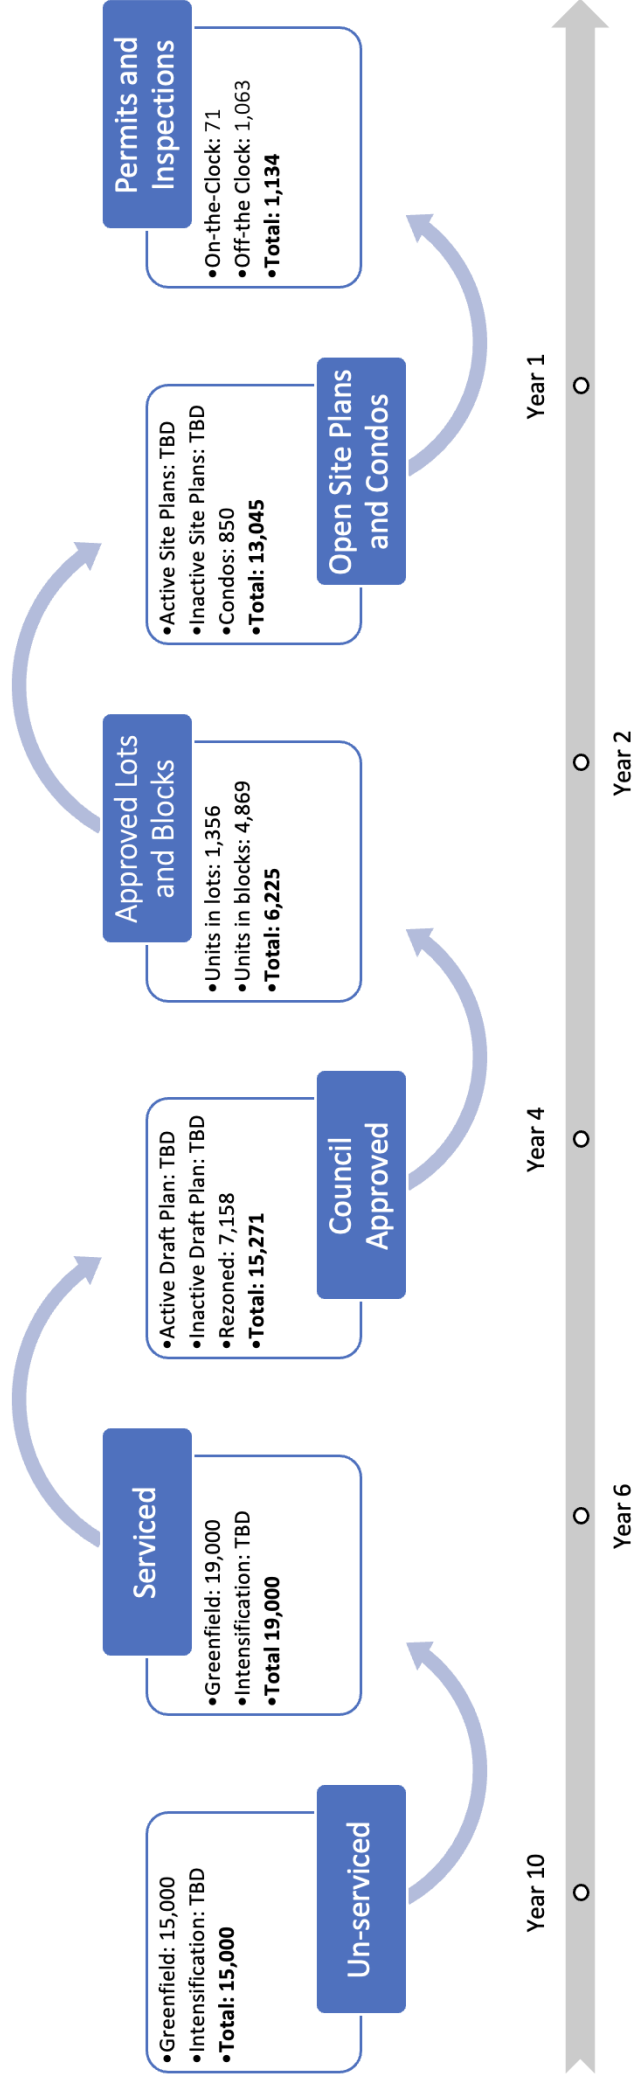 Un-serviced
•Greenfield: 15,000
•Intensification: TBD
•Total: 15,000
Serviced
•Greenfield: 19,000
•Intensification: TBD
•Total 19,000
Council
Approved
•Active Draft Plan: TBD
•Inactive Draft Plan: TBD
•Rezoned: 7,158
•Total: 15,271
Approved Lots
and Blocks
•Units in lots: 1,356
•Units in blocks: 4,869
•Total: 6,225
Open Site Plans
and Condos
•Active Site Plans: TBD
•Inactive Site Plans: TBD
•Condos: 850
•Total: 13,045
Permits and
Inspections
•On-the-Clock: 71
•Off-the Clock: 1,063
•Total: 1,134
Year 10
Year 6
Year 4
Year 2
Year 1